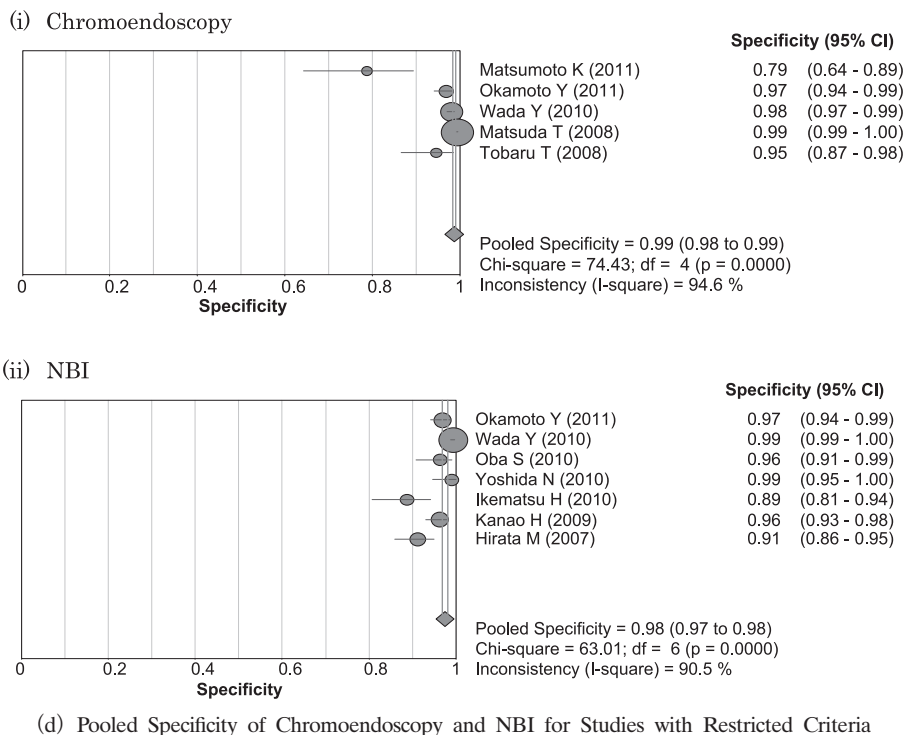 (i) Chromoendoscopy
Specificity (95% CI)
Matsumoto K (2011) 0.79 (0.64 - 0.89)
Okamoto Y (2011) 0.97 (0.94 - 0.99)
Wada Y (2010) 0.98 (0.97 - 0.99)
Matsuda T (2008) 0.99 (0.99 - 1.00)
Tobaru T (2008) 0.95 (0.87 - 0.98)
Pooled Specificity = 0.99 (0.98 to 0.99)
Chi-square = 74.43; df = 4 (p = 0.0000)
Inconsistency (I-square) = 94.6 %
0 0.2 0.4 0.6 0.8 1
Specificity
(ii) NBI
Specificity (95% CI)
Okamoto Y (2011) 0.97 (0.94 - 0.99)
Wada Y (2010) 0.99 (0.99 - 1.00)
Oba S (2010) 0.96 (0.91 - 0.99)
Yoshida N (2010) 0.99 (0.95 - 1.00)
Ikematsu H (2010) 0.89 (0.81 - 0.94)
Kanao H (2009) 0.96 (0.93 - 0.98)
Hirata M (2007) 0.91 (0.86 - 0.95)
Pooled Specificity = 0.98 (0.97 to 0.98)
Chi-square = 63.01; df = 6 (p = 0.0000)
Inconsistency (I-square) = 90.5 %
0 0.2 0.4 0.6 0.8 1
Specificity
(d) Pooled Specificity of Chromoendoscopy and NBI for Studies with Restricted Criteria